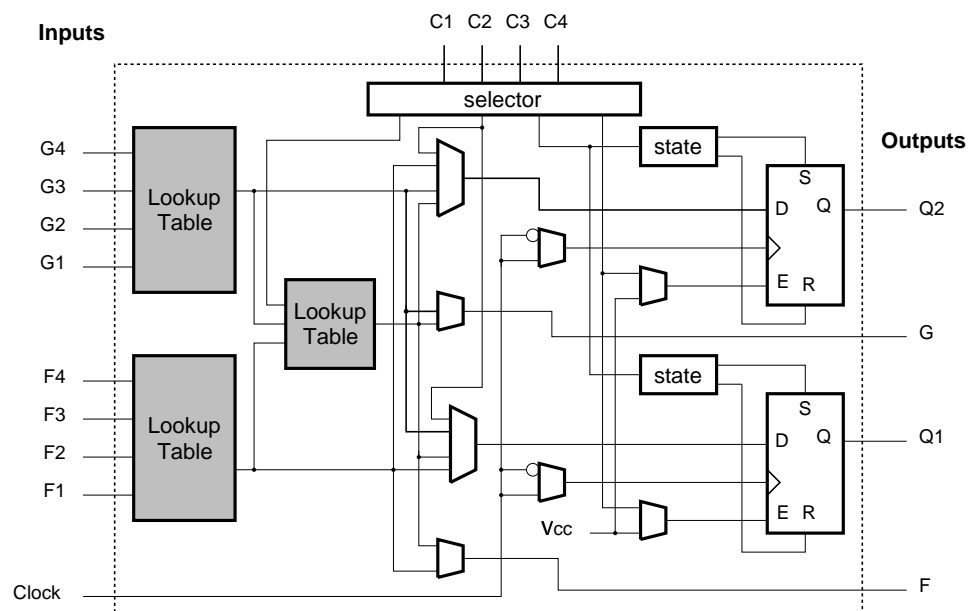 C1 C2 C3 C4
Inputs
selector
G4
G3
G2
G1
Lookup
Table
state
Outputs
S
D Q
E R
Q2
Lookup
Table
G
F4
F3
F2
F1
Lookup
Table
state
S
D Q
E R
Q1
Vcc
Clock
F